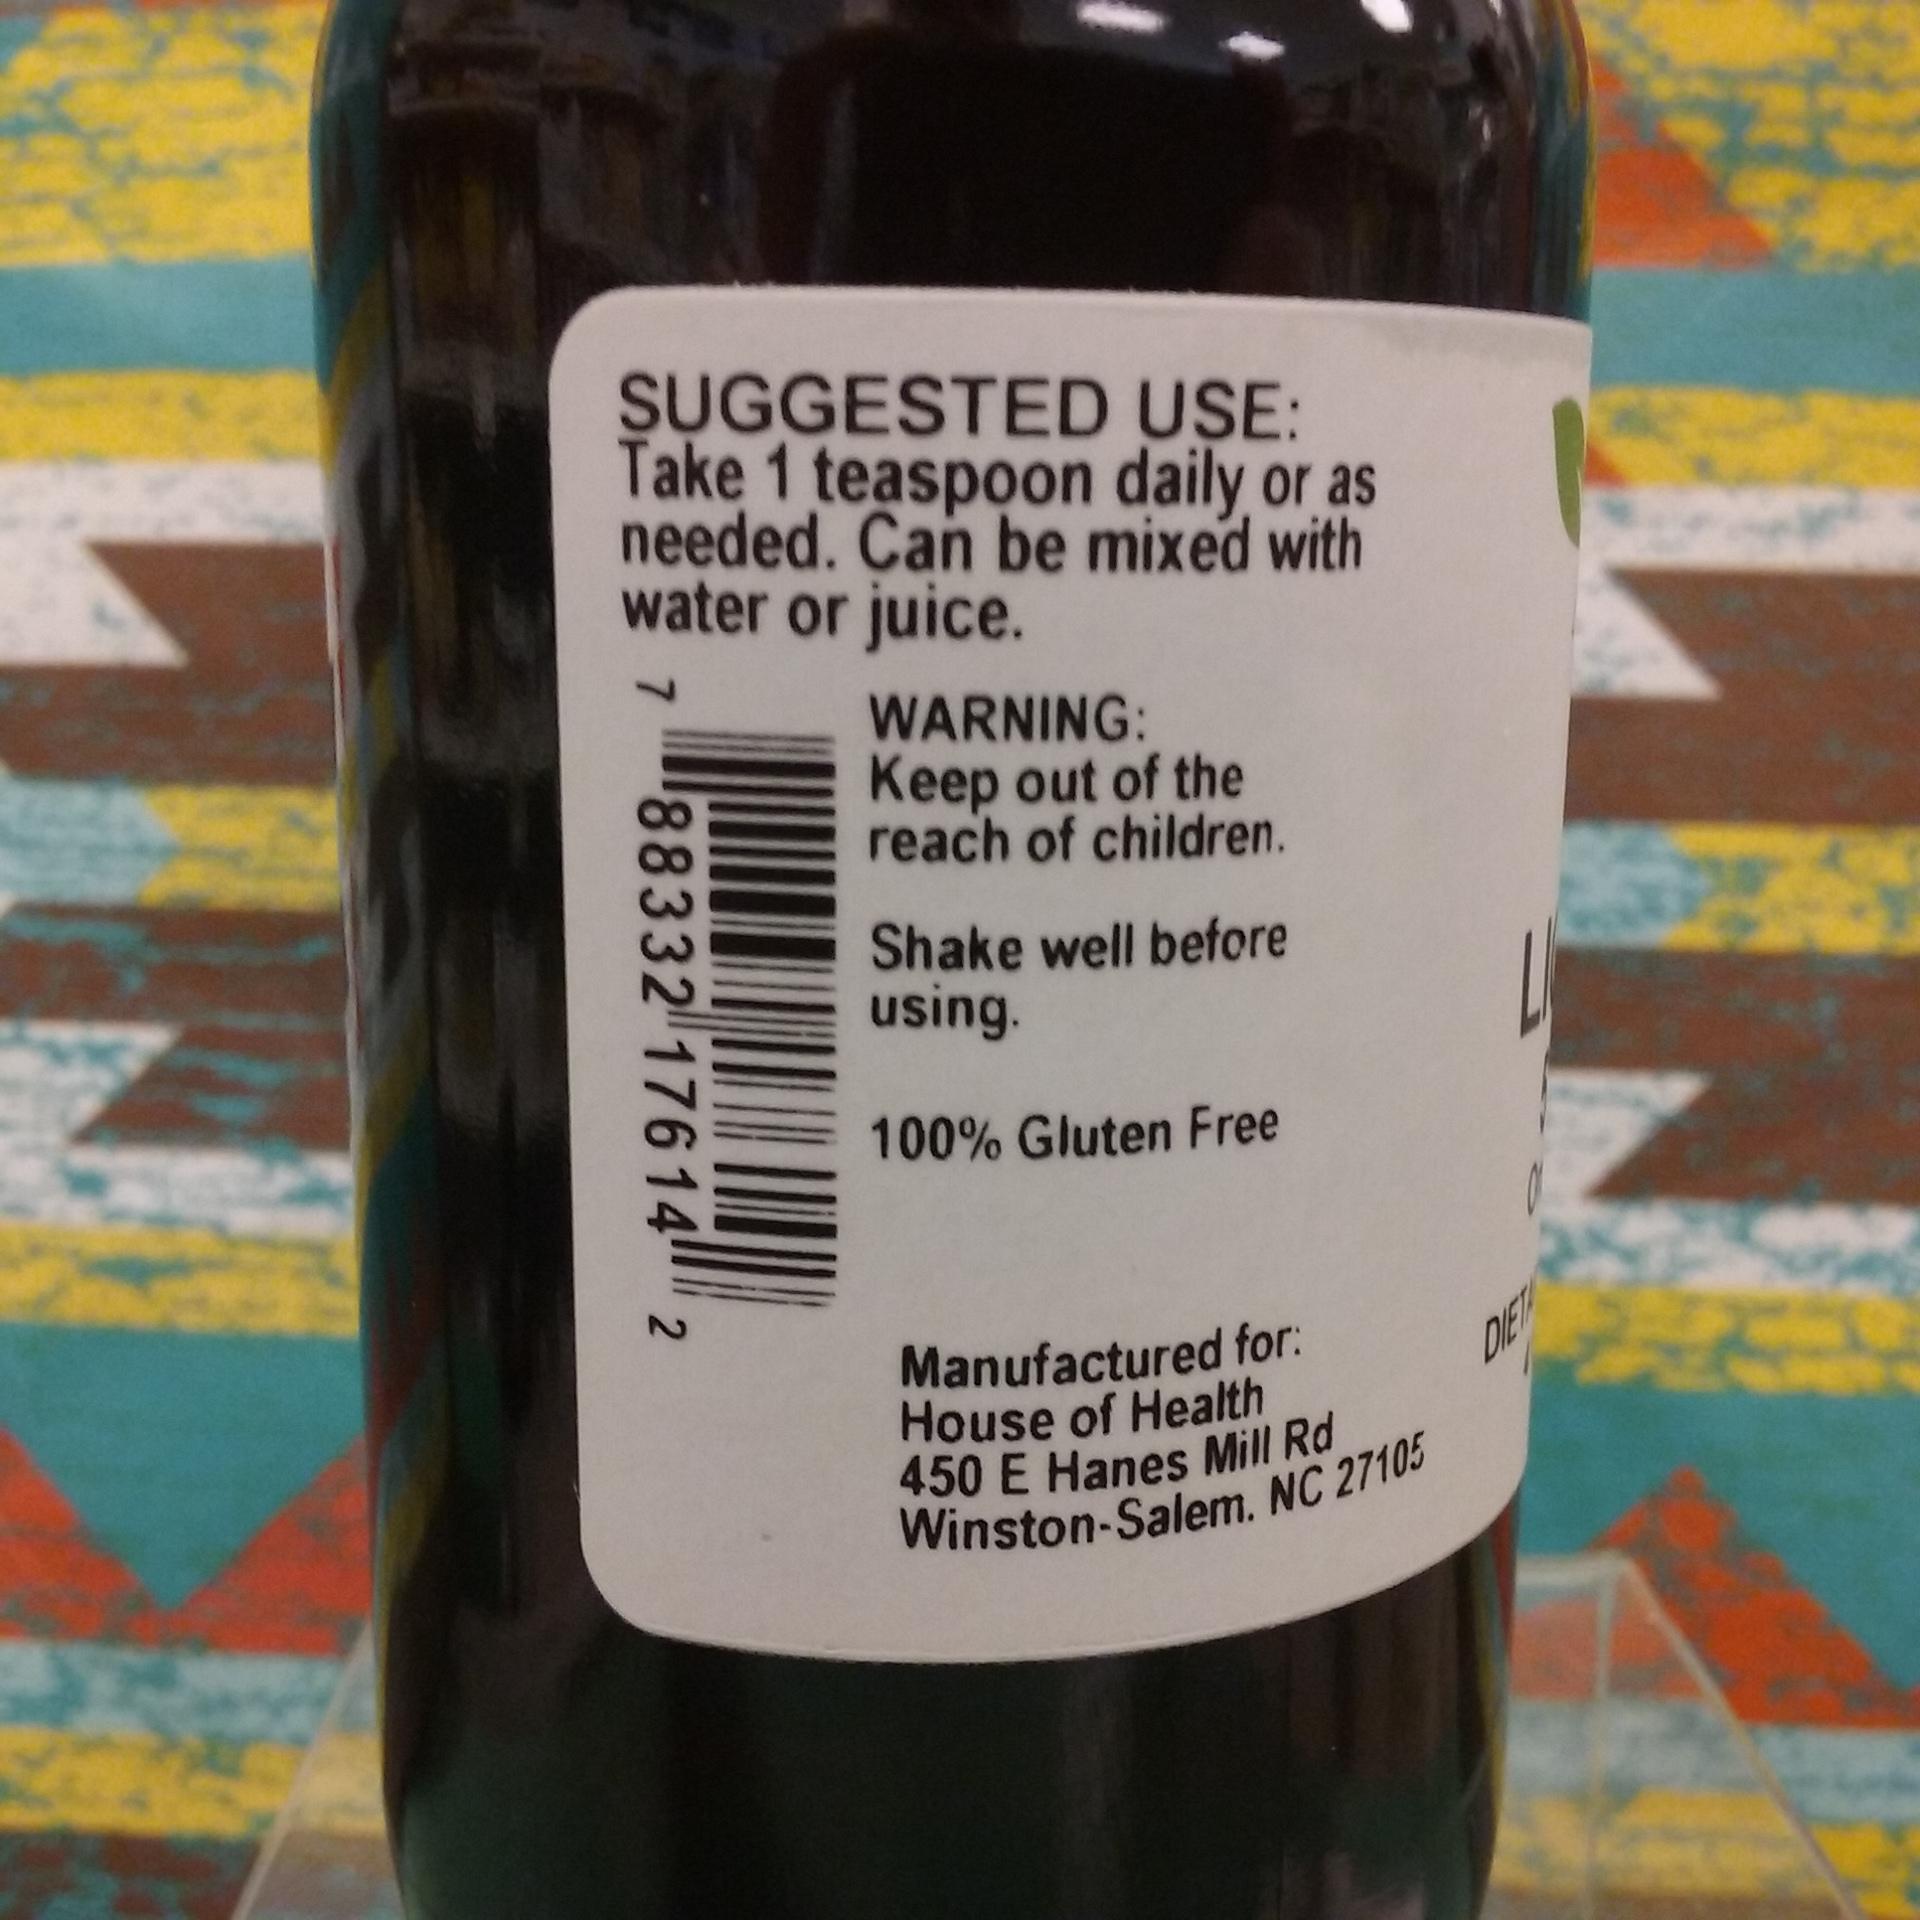 SUGGESTED USE:
Take 1 teaspoon daily or as
needed. Can be mixed with
water or juice.
7 88332 17614 2
WARNING:
Keep out of the
reach of children.
Shake well before
using.
100% Gluten Free
Manufactured for:
House of Health
450 E Hanes Mill Rd
Winston-Salem. NC 27105